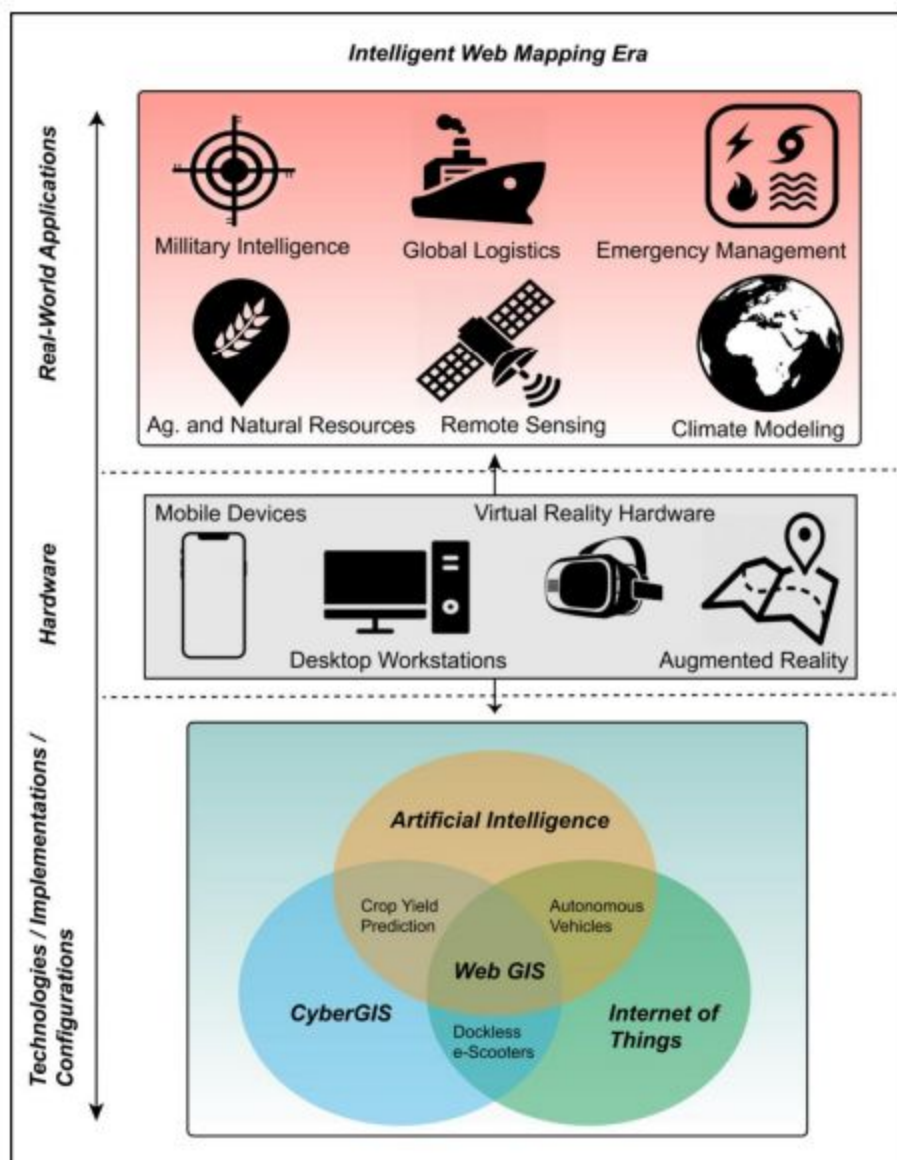 Intelligent Web Mapping Era
Real-World Applications
Millitary Intelligence
Global Logistics
Emergency Management
Ag. and Natural Resources
Remote Sensing
Climate Modeling
Hardware
Mobile Devices
Virtual Reality Hardware
Desktop Workstations
Augmented Reality
Technologies / Implementations /
Configurations
Artificial Intelligence
Crop Yield
Prediction
Autonomous
Vehicles
Web GIS
CyberGIS
Internet of
Things
Dockless
e-Scooters